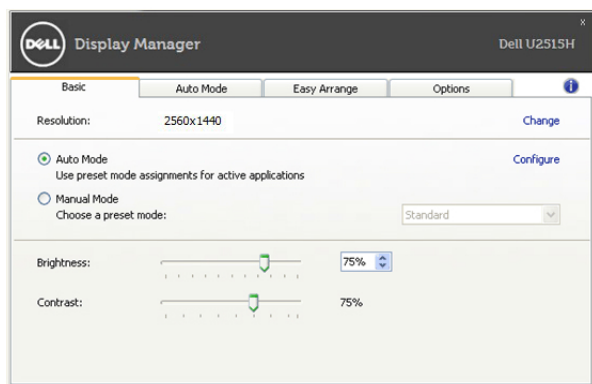 DELL Display Manager Dell U2515H
x
Basic Auto Mode Easy Arrange Options i
Resolution: 2560x1440 Change
Auto Mode Configure
Use preset mode assignments for active applications
Manual Mode
Choose a preset mode: Standard
Brightness: 75%
Contrast: 75%